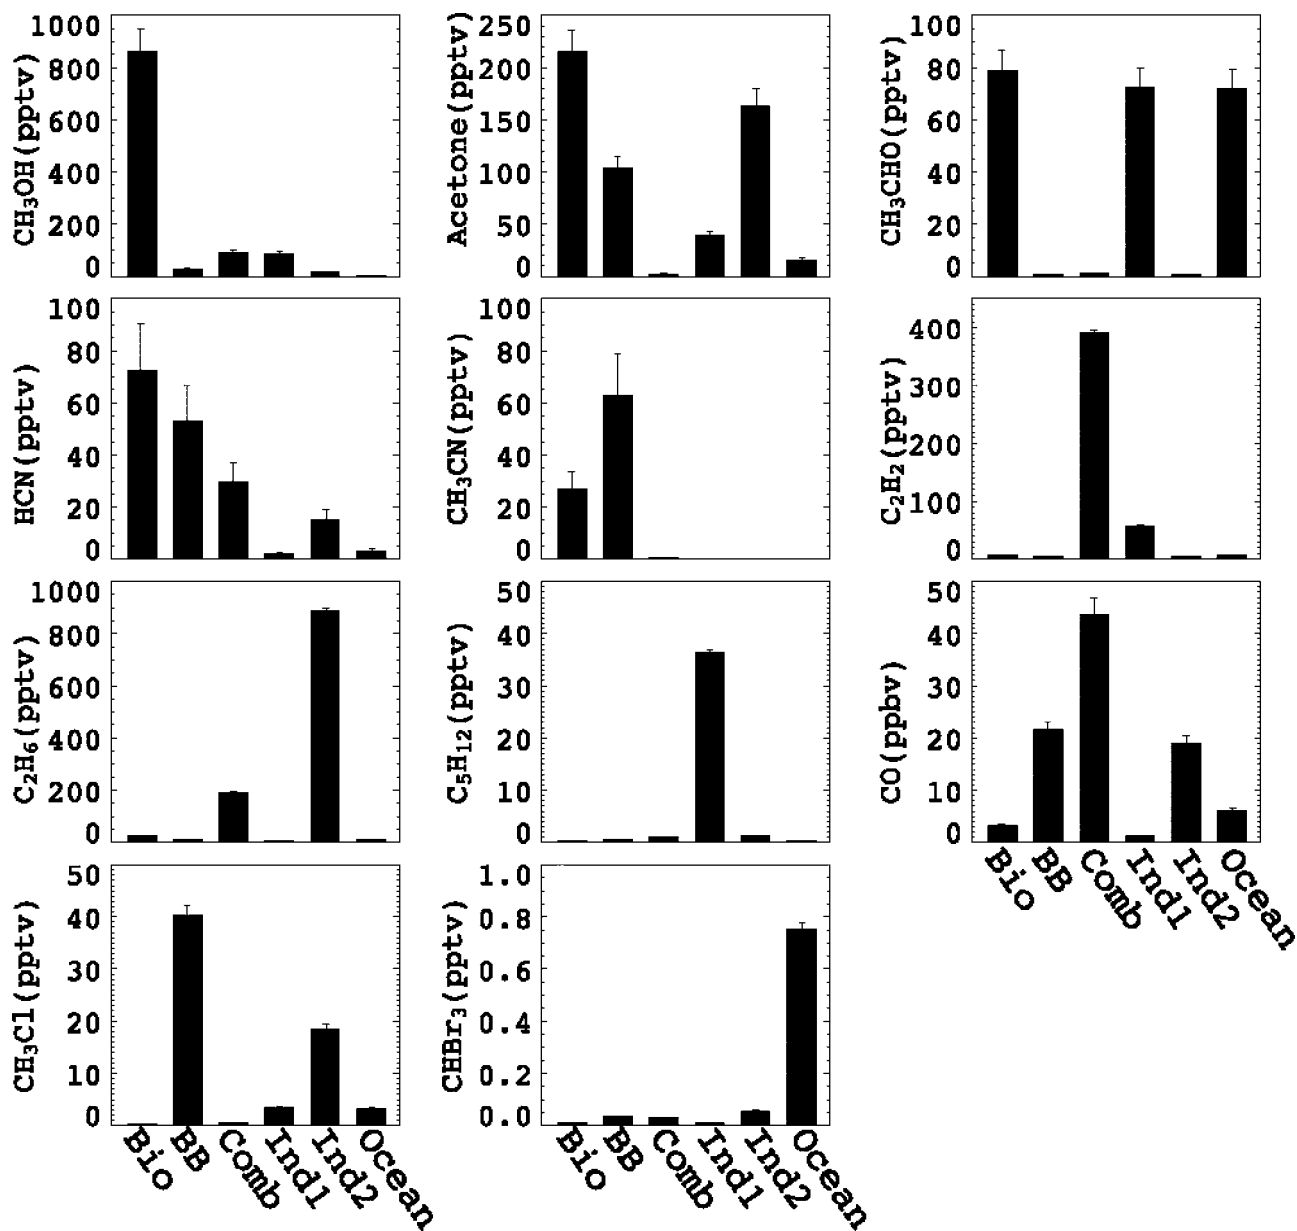 CH₃OH(pptv)
1000
800
600
400
200
0
Acetone(pptv)
250
200
150
100
50
0
CH₃CHO(pptv)
100
80
60
40
20
0
HCN(pptv)
100
80
60
40
20
0
CH₃CN(pptv)
100
80
60
40
20
0
C₂H₂(pptv)
400
300
200
100
0
C₂H₆(pptv)
1000
800
600
400
200
0
C₅H₁₂(pptv)
50
40
30
20
10
0
CO(ppbv)
50
40
30
20
10
0
Bio
BB
Comb
Ind1
Ind2
Ocean
CH₃Cl(pptv)
50
40
30
20
10
0
Bio
BB
Comb
Ind1
Ind2
Ocean
CHBr₃(pptv)
1.0
0.8
0.6
0.4
0.2
0.0
Bio
BB
Comb
Ind1
Ind2
Ocean